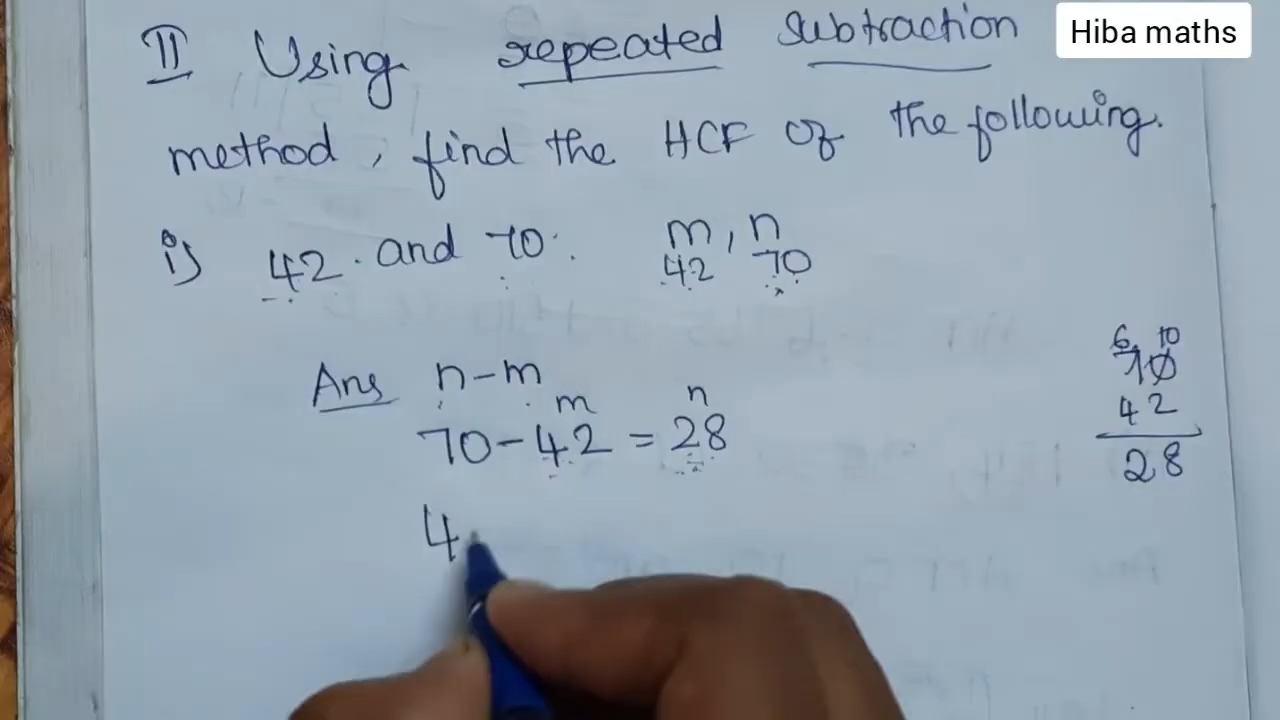 Hiba maths
II Using repeated subtraction
method, find the HCF of the following.
i) 42 and 70. m, n
42 70
Ans n-m
m n
70-42 = 28
4
6 10
70
42
28